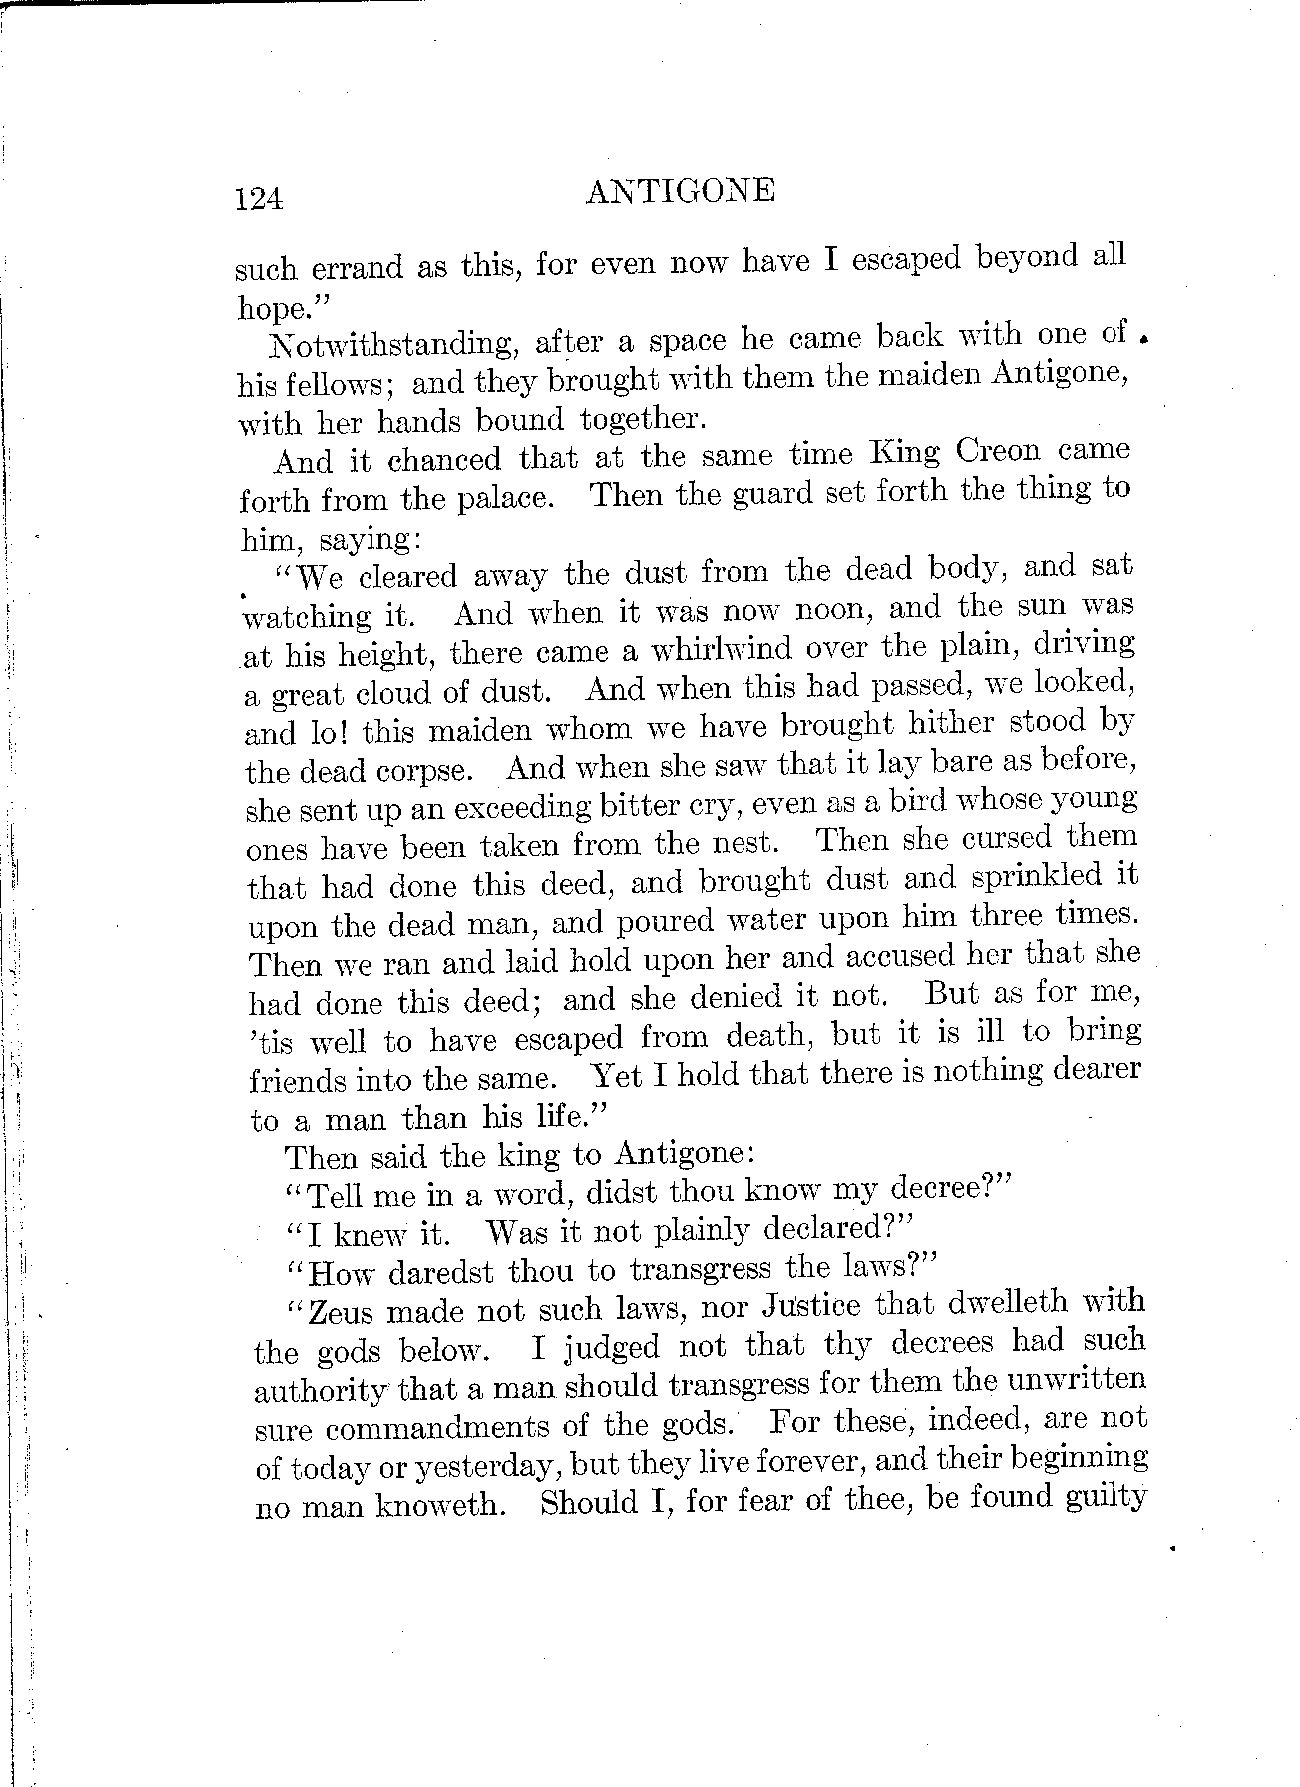 124 ANTIGONE
such errand as this, for even now have I escaped beyond all
hope.”
Notwithstanding, after a space he came back with one of
his fellows; and they brought with them the maiden Antigone,
with her hands bound together.
And it chanced that at the same time King Creon came
forth from the palace. Then the guard set forth the thing to
him, saying:
“We cleared away the dust from the dead body, and sat
watching it. And when it was now noon, and the sun was
at his height, there came a whirlwind over the plain, driving
a great cloud of dust. And when this had passed, we looked,
and lo! this maiden whom we have brought hither stood by
the dead corpse. And when she saw that it lay bare as before,
she sent up an exceeding bitter cry, even as a bird whose young
ones have been taken from the nest. Then she cursed them
that had done this deed, and brought dust and sprinkled it
upon the dead man, and poured water upon him three times.
Then we ran and laid hold upon her and accused her that she
had done this deed; and she denied it not. But as for me,
’tis well to have escaped from death, but it is ill to bring
friends into the same. Yet I hold that there is nothing dearer
to a man than his life.”
Then said the king to Antigone:
“Tell me in a word, didst thou know my decree?”
“I knew it. Was it not plainly declared?”
“How daredst thou to transgress the laws?”
“Zeus made not such laws, nor Justice that dwelleth with
the gods below. I judged not that thy decrees had such
authority that a man should transgress for them the unwritten
sure commandments of the gods. For these, indeed, are not
of today or yesterday, but they live forever, and their beginning
no man knoweth. Should I, for fear of thee, be found guilty